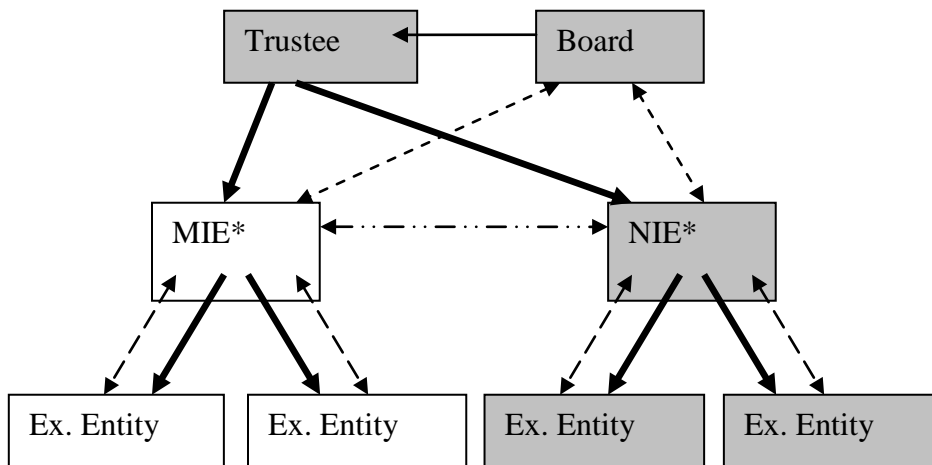 Trustee
Board
MIE*
NIE*
Ex. Entity
Ex. Entity
Ex. Entity
Ex. Entity